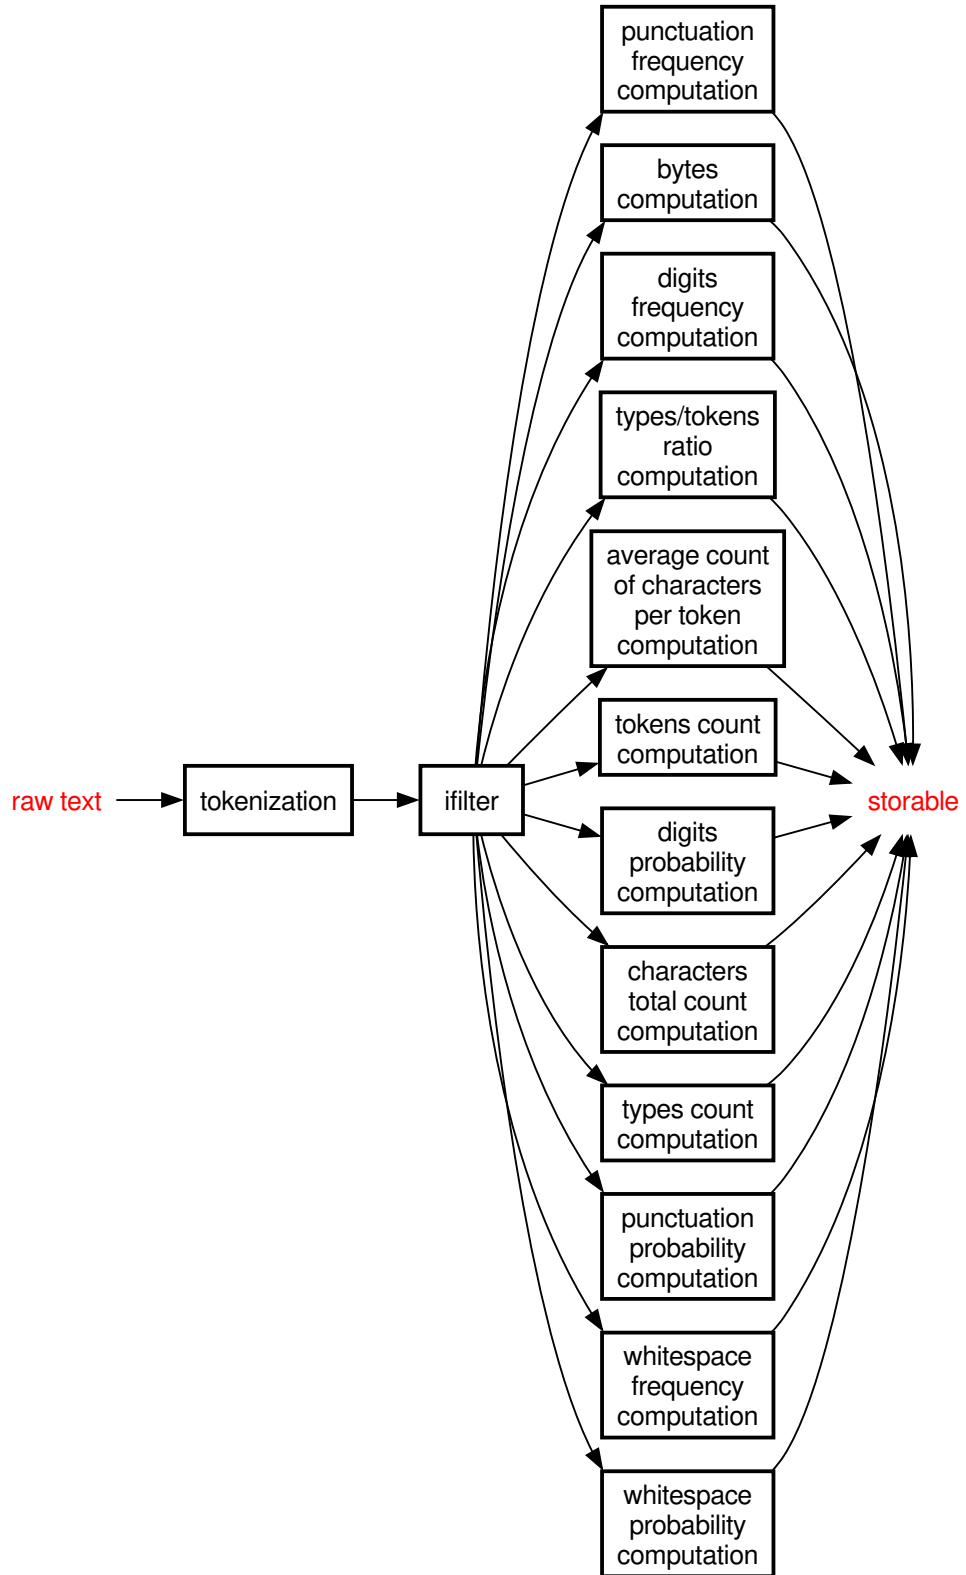 punctuation
frequency
computation
bytes
computation
digits
frequency
computation
types/tokens
ratio
computation
average count
of characters
per token
computation
tokens count
computation
raw text
tokenization
ifilter
storable
digits
probability
computation
characters
total count
computation
types count
computation
punctuation
probability
computation
whitespace
frequency
computation
whitespace
probability
computation